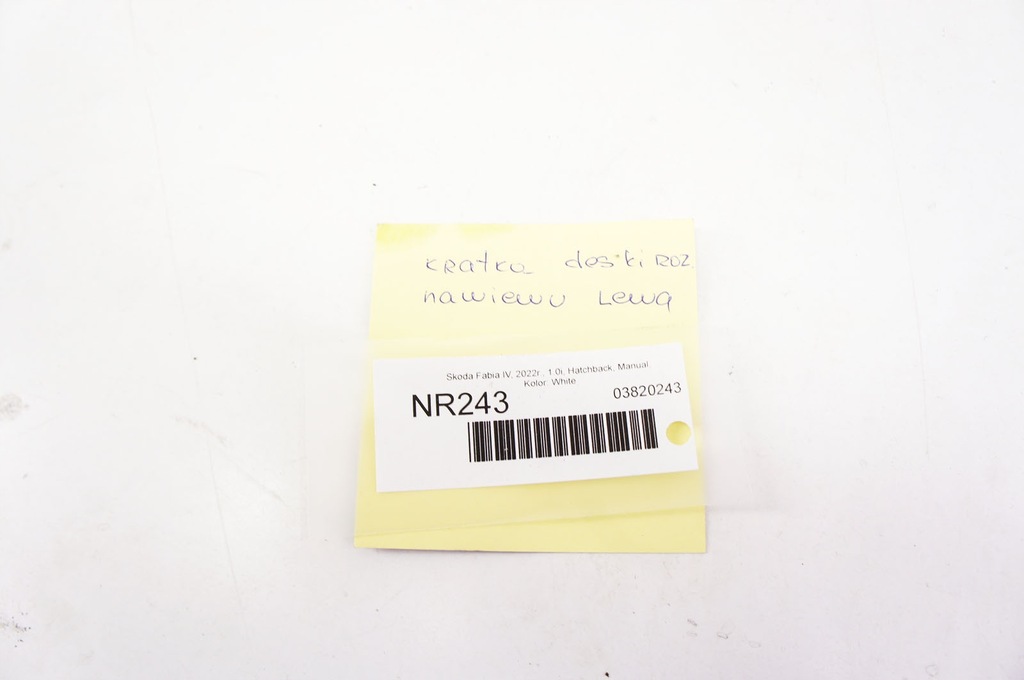 kratka deski roz.
nawiewu Lewa
Skoda Fabia IV, 2022r., 1.0i, Hatchback, Manual
Kolor: White
NR243
03820243